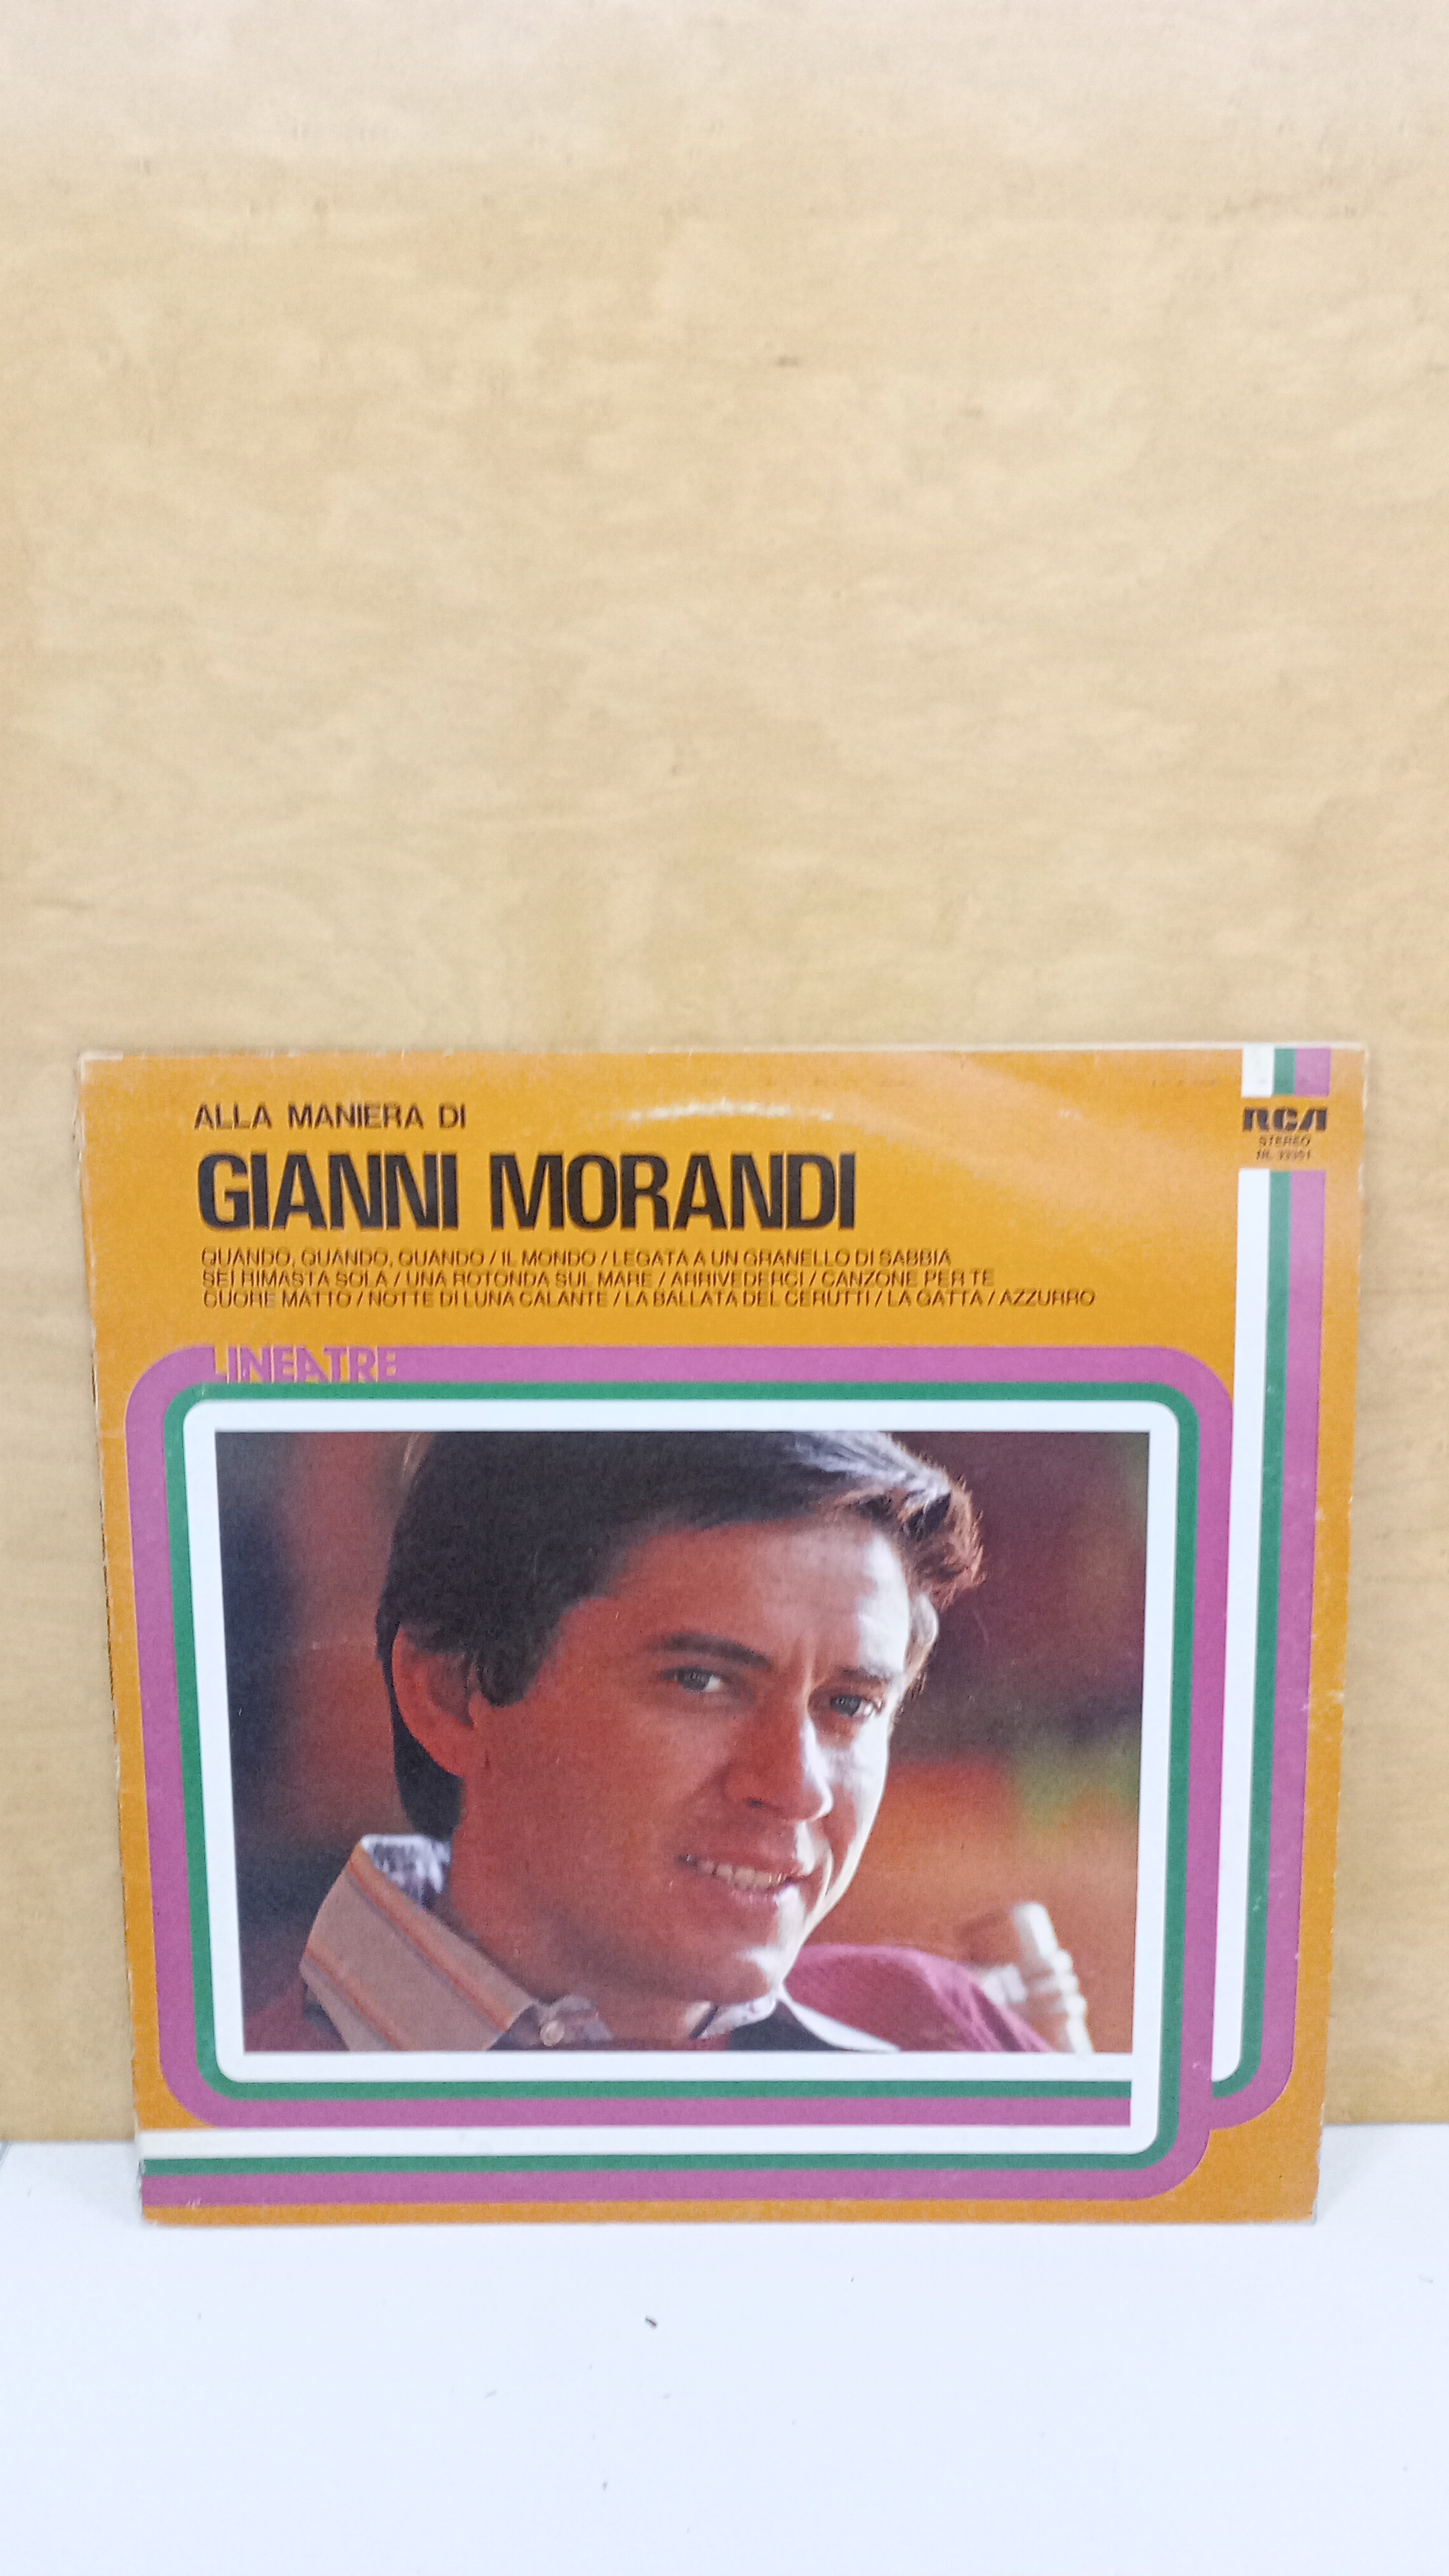 ALLA MANIERA DI
GIANNI MORANDI
QUANDO, QUANDO, QUANDO / IL MONDO / LEGATA A UN GRANELLO DI SABBIA
SEI RIMASTA SOLA / UNA ROTONDA SUL MARE / ARRIVEDERCI / CANZONE PER TE
CUORE MATTO / NOTTE DI LUNA CALANTE / LA BALLATA DEL CERUTTI / LA GATTA / AZZURRO
RCA
STEREO
NL
LINEATRE